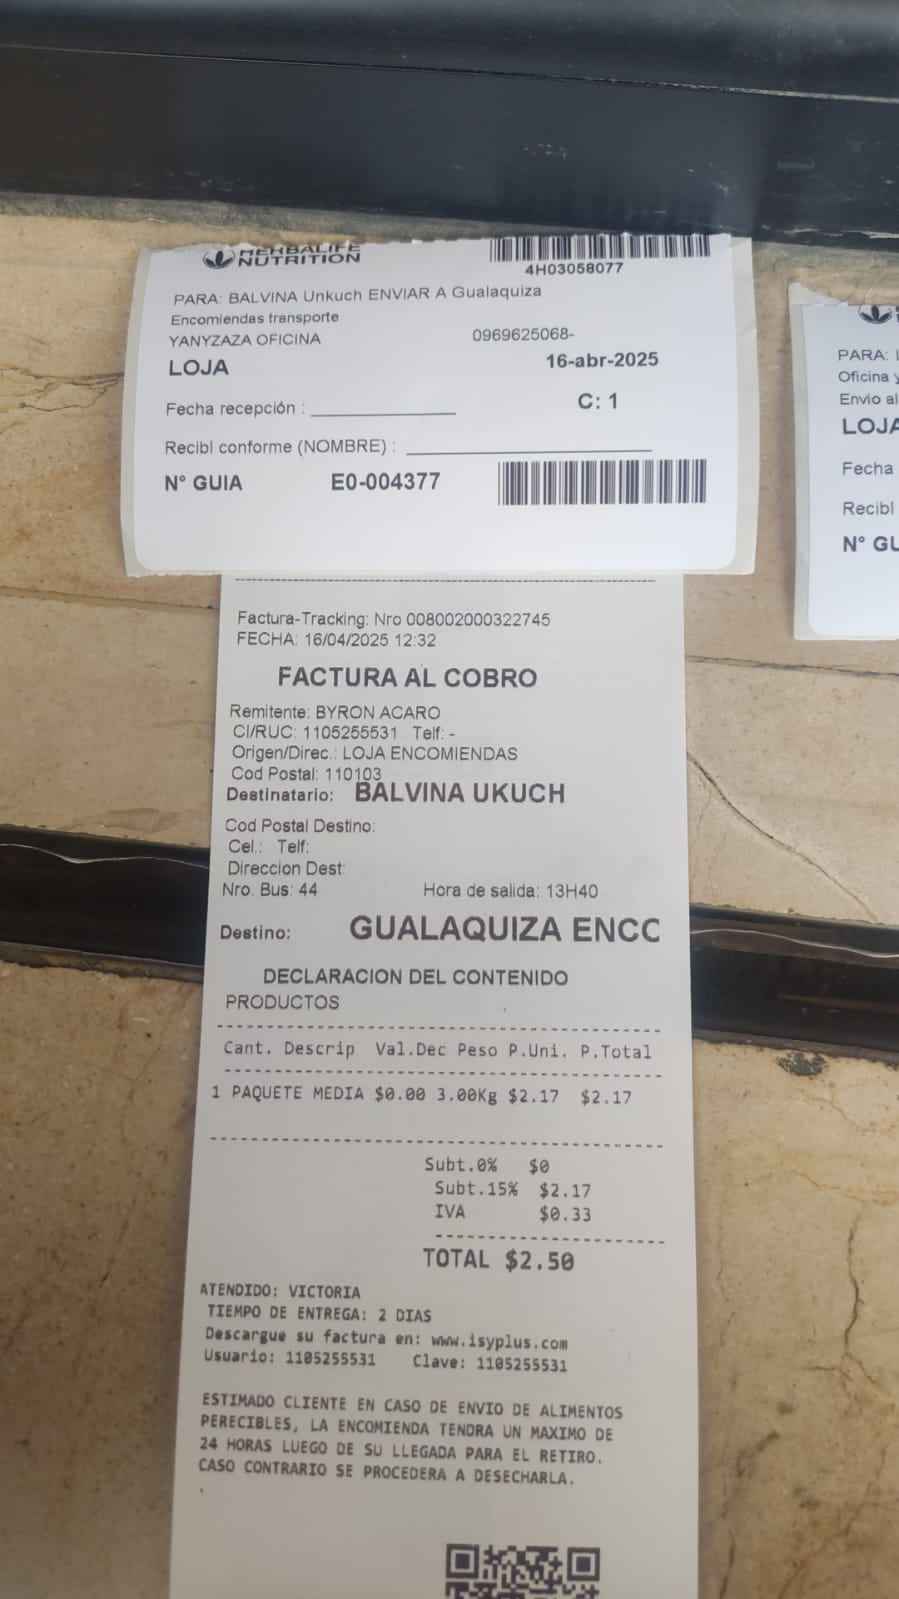 HERBALIFE
NUTRITION
4H03058077
PARA: BALVINA Unkuch ENVIAR A Gualaquiza
Encomiendas transporte
YANYZAZA OFICINA 0969625068-
LOJA 16-abr-2025
Fecha recepción : C: 1
Recibí conforme (NOMBRE) :
N° GUIA E0-004377
Factura-Tracking: Nro 008002000322745
FECHA: 16/04/2025 12:32
FACTURA AL COBRO
Remitente: BYRON ACARO
CI/RUC: 1105255531 Telf: -
Origen/Direc.: LOJA ENCOMIENDAS
Cod Postal: 110103
Destinatario: BALVINA UKUCH
Cod Postal Destino:
Cel.: Telf:
Direccion Dest:
Nro. Bus: 44 Hora de salida: 13H40
Destino: GUALAQUIZA ENCO
DECLARACION DEL CONTENIDO
PRODUCTOS
Cant. Descrip Val.Dec Peso P.Uni. P.Total
1 PAQUETE MEDIA $0.00 3.00Kg $2.17 $2.17
Subt.0% $0
Subt.15% $2.17
IVA $0.33
TOTAL $2.50
ATENDIDO: VICTORIA
TIEMPO DE ENTREGA: 2 DIAS
Descargue su factura en: www.isyplus.com
Usuario: 1105255531 Clave: 1105255531
ESTIMADO CLIENTE EN CASO DE ENVIO DE ALIMENTOS
PERECIBLES, LA ENCOMIENDA TENDRA UN MAXIMO DE
24 HORAS LUEGO DE SU LLEGADA PARA EL RETIRO.
CASO CONTRARIO SE PROCEDERA A DESECHARLA.
PARA:
Oficina
Envio al
LOJA
Fecha
Recibí
N° GU